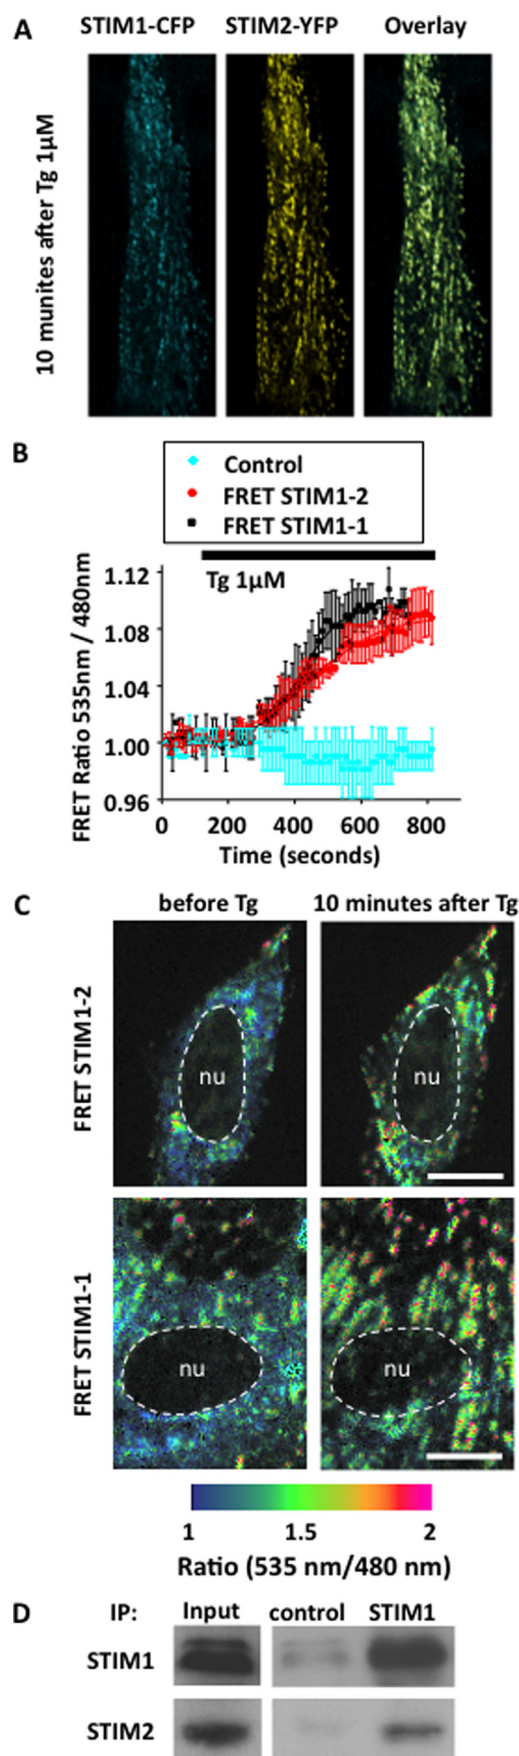 A STIM1-CFP STIM2-YFP Overlay
10 munites after Tg 1µM
B
Control
FRET STIM1-2
FRET STIM1-1
Tg 1µM
FRET Ratio 535nm / 480nm
1.12
1.08
1.04
1.00
0.96
0 200 400 600 800
Time (seconds)
C before Tg 10 minutes after Tg
FRET STIM1-2
nu nu
FRET STIM1-1
nu nu
1 1.5 2
Ratio (535 nm/480 nm)
D IP: Input control STIM1
STIM1
STIM2